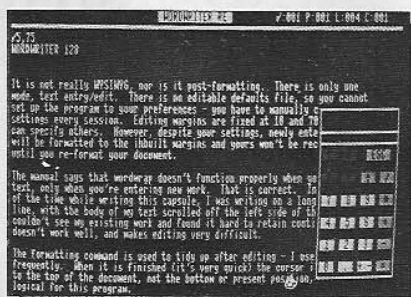 WORDWRITER RE /:001 P:001 L:004 C:001
/5,75
WORDWRITER 128
It is not really WYSIWYG, nor is it post-formatting. There is only one
mode, text entry/edit. There is no editable defaults file, so you cannot
set up the program to your preferences - you have to manually c
settings every session. Editing margins are fixed at 10 and 70
can specify others. However, despite your settings, newly ente
will be formatted to the inbuilt margins and yours won't be rec
until you re-format your document.
ESC
The manual says that wordwrap doesn't function properly when
text, only when you're entering new work. That is correct. In
of the time while writing this capsule, I was writing on a long
line, with the body of my text scrolled off the left side of th
couldn't see my existing work and found it hard to retain conti
doesn't work well, and makes editing very difficult.
The formatting command is used to tidy up after editing - I use
frequently. When it is finished (it's very quick) the cursor i
to the top of the document, not the bottom or present position,
logical for this program.